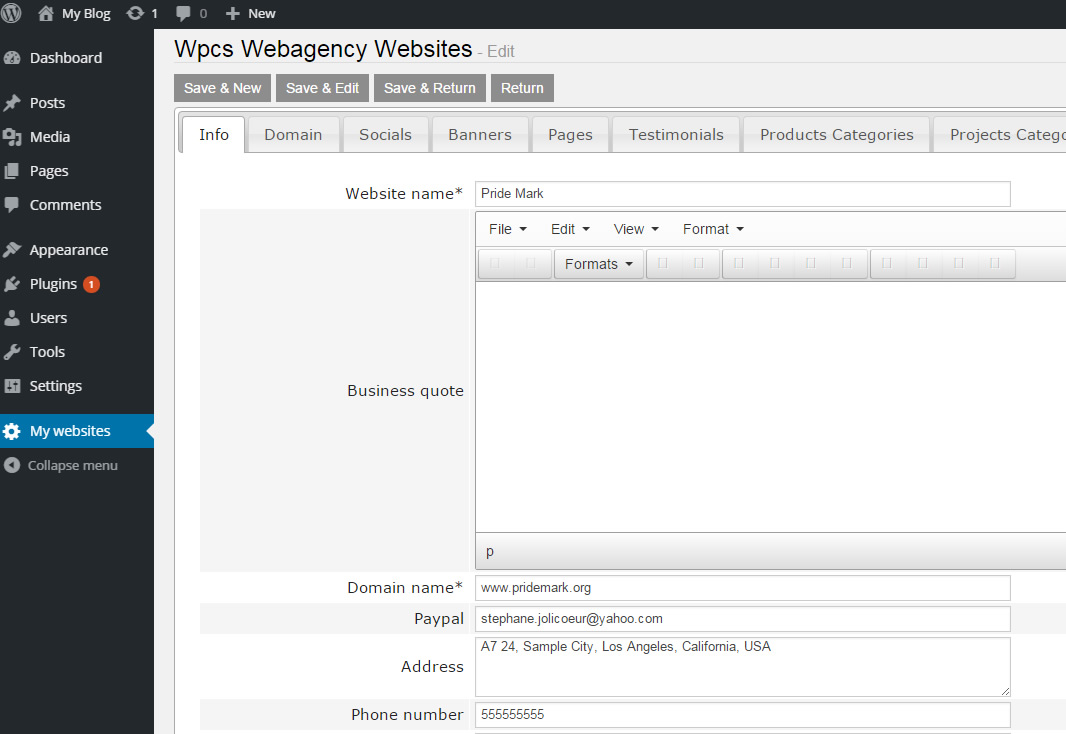 My Blog 1 0 New
Dashboard
Posts
Media
Pages
Comments
Appearance
Plugins 1
Users
Tools
Settings
My websites
Collapse menu
Wpcs Webagency Websites - Edit
Save & New Save & Edit Save & Return Return
Info Domain Socials Banners Pages Testimonials Products Categories Projects Catego
Website name* Pride Mark
File Edit View Format
Formats
Business quote
p
Domain name* www.pridemark.org
Paypal stephane.jolicoeur@yahoo.com
Address A7 24, Sample City, Los Angeles, California, USA
Phone number 555555555